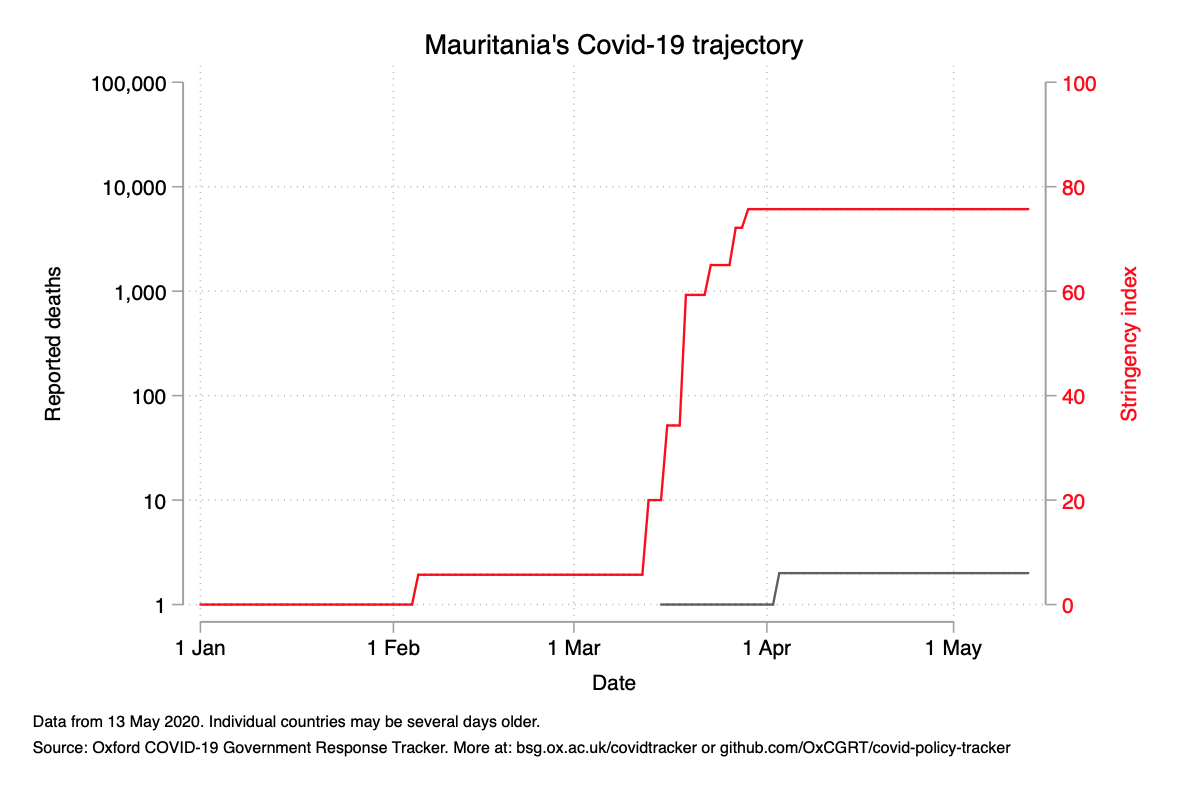 Mauritania's Covid-19 trajectory
100,000
10,000
1,000
100
10
1
Reported deaths
100
80
60
40
20
0
Stringency index
1 Jan
1 Feb
1 Mar
1 Apr
1 May
Date
Data from 13 May 2020. Individual countries may be several days older.
Source: Oxford COVID-19 Government Response Tracker. More at: bsg.ox.ac.uk/covidtracker or github.com/OxCGRT/covid-policy-tracker